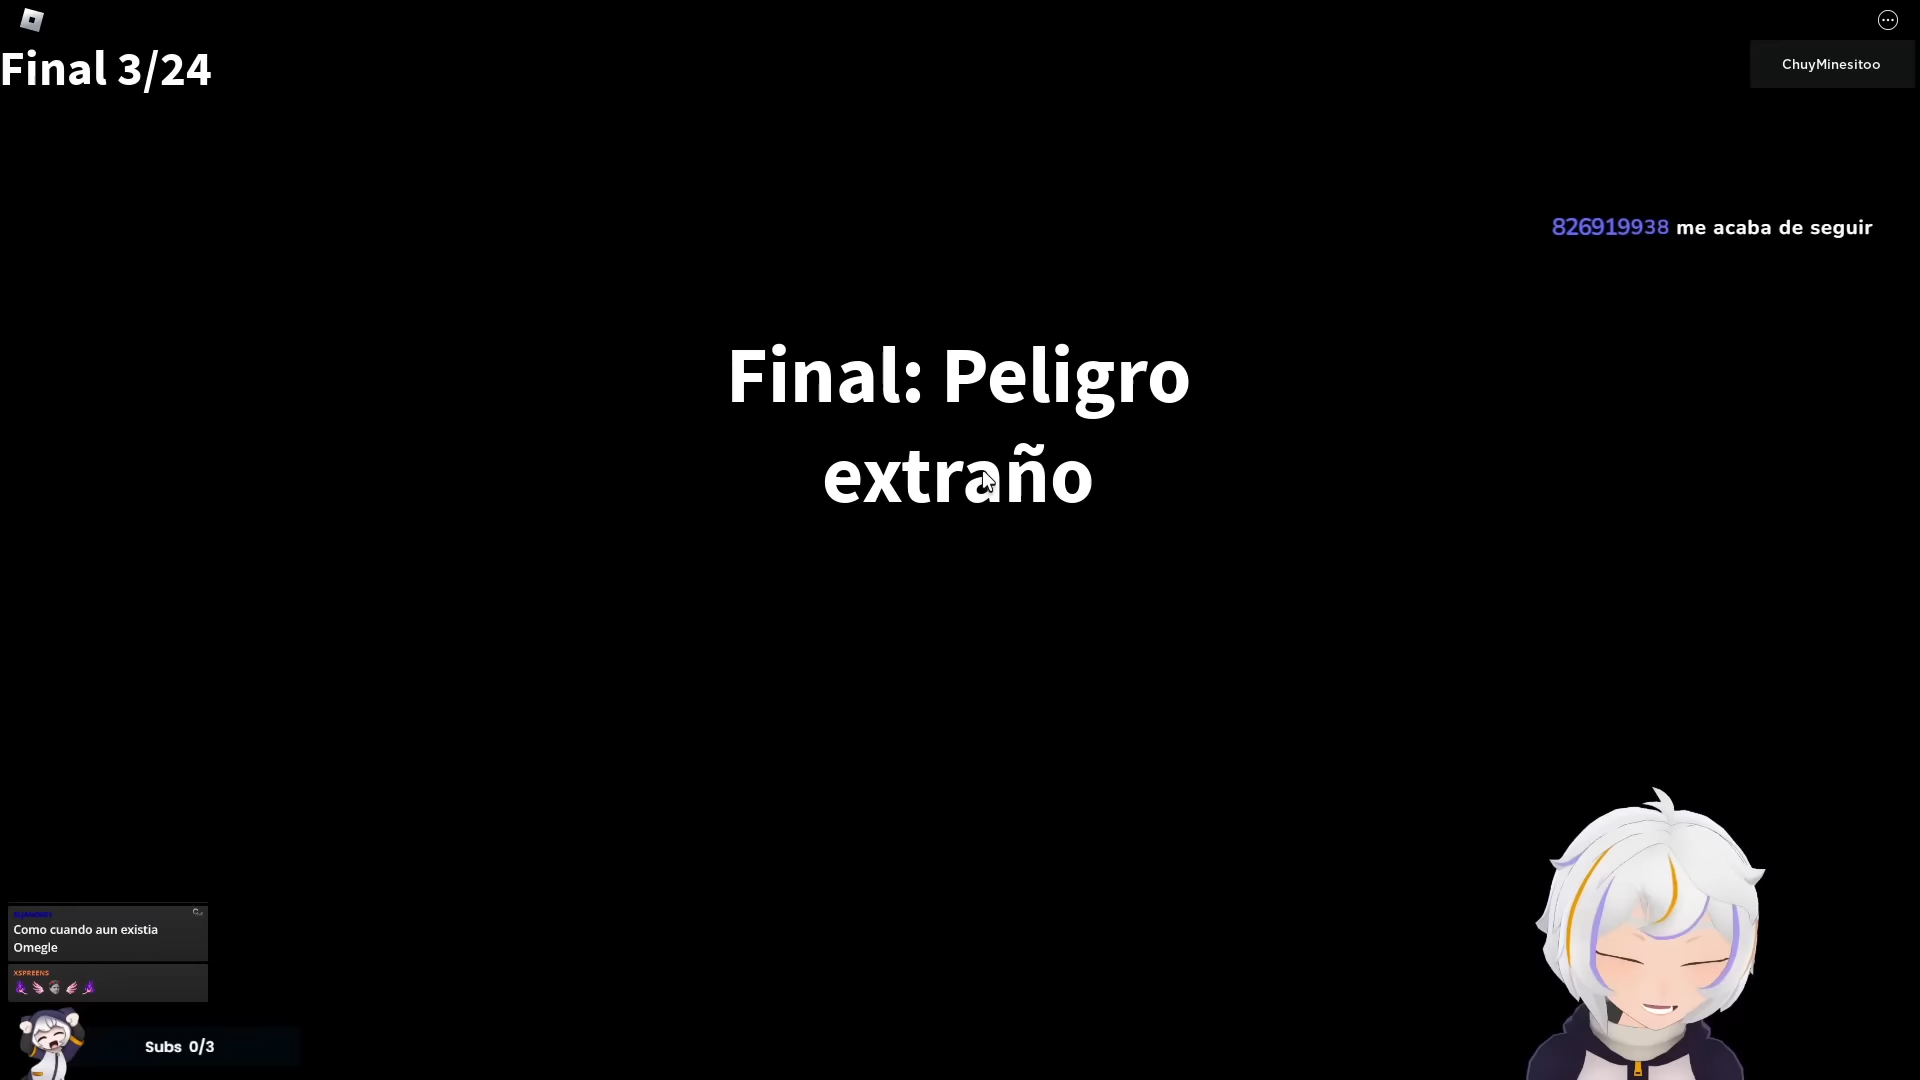 Final 3/24
ChuyMinesitoo
826919938 me acaba de seguir
Final: Peligro
extraño
Como cuando aun existia
Omegle
XSPREENS
Subs 0/3